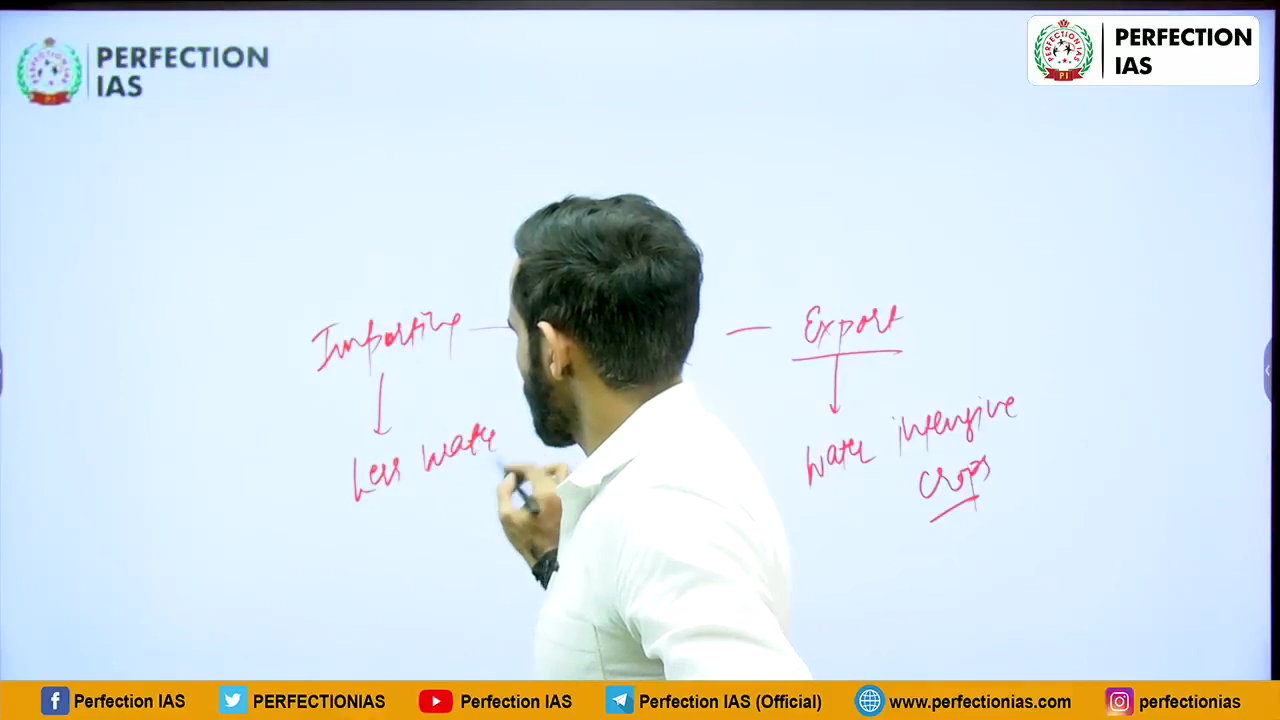 PERFECTION
IAS
PERFECTION
IAS
Importing
Export
Less water
water intensive
crops
Perfection IAS
PERFECTIONIAS
Perfection IAS
Perfection IAS (Official)
www.perfectionias.com
perfectionias